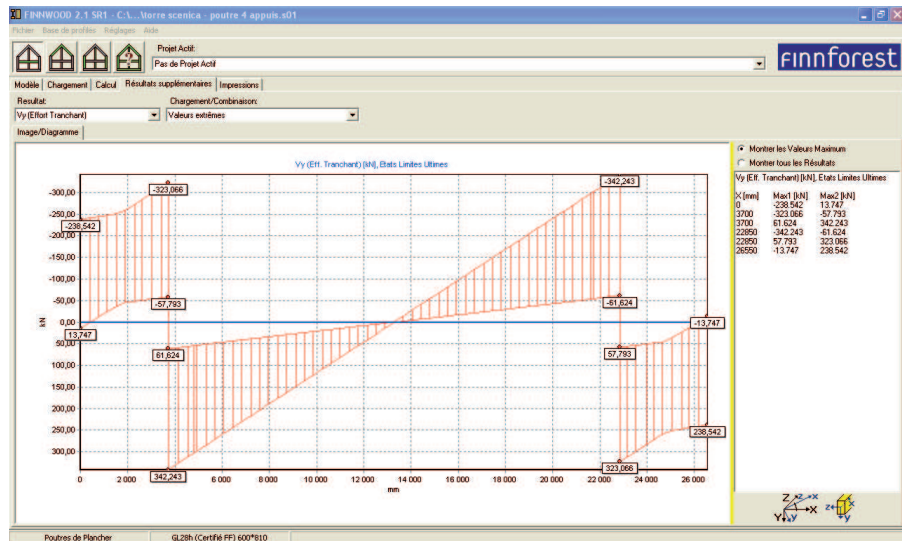 FINNWOOD 2.1 SR1 - C:\...\torre scenica - poutre 4 appuis.s01
Fichier Base de profilés Réglages Aide
Projet Actif:
Pas de Projet Actif
FINNforest
Modèle Chargement Calcul Résultats supplémentaires Impressions
Resultat: Chargement/Combinaison:
Vy (Effort Tranchant) Valeurs extrêmes
Image/Diagramme
Montrer les Valeurs Maximum
Montrer tous les Résultats
Vy (Eff. Tranchant) [kN], Etats Limites Ultimes
X [mm] Max1 [kN] Max2 [kN]
0 -238.542 13.747
3700 -323.066 -57.793
3700 61.624 342.243
22850 -342.243 -61.624
22850 57.793 323.066
26550 -13.747 238.542
Vy (Eff. Tranchant) [kN], Etats Limites Ultimes
-300,00
-250,00
-200,00
-150,00
-100,00
-50,00
0,00
50,00
100,00
150,00
200,00
250,00
300,00
kN
-323,066
-342,243
-238,542
-57,793
-61,624
-13,747
13,747
61,624
57,793
238,542
342,243
323,066
0 2 000 4 000 6 000 8 000 10 000 12 000 14 000 16 000 18 000 20 000 22 000 24 000 26 000
mm
Z z x X Y y
z x y
Poutres de Plancher GL28h (Certifié FF) 600*810